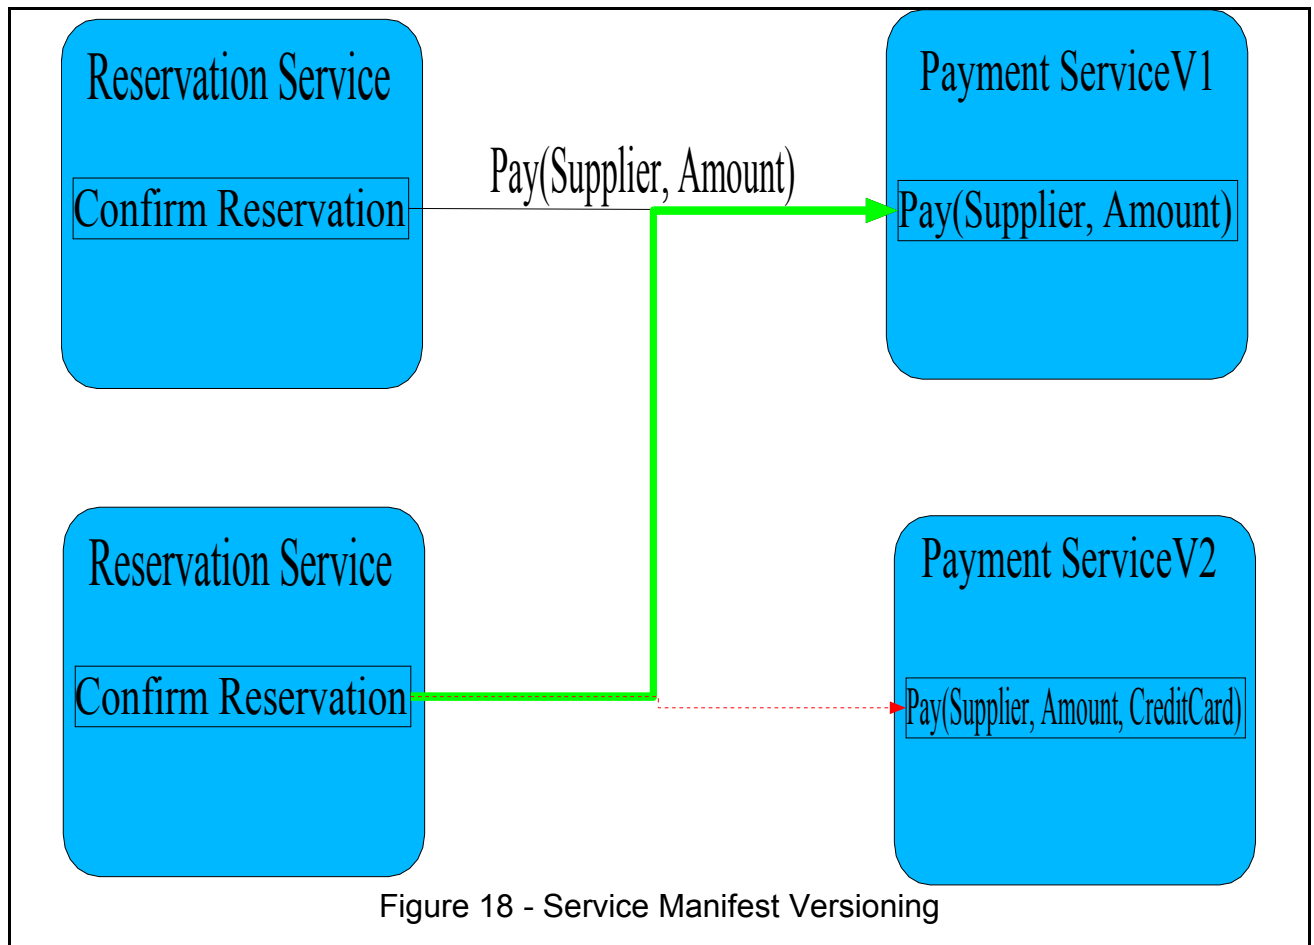 Reservation Service
Confirm Reservation
Pay(Supplier, Amount)
Payment ServiceV1
Pay(Supplier, Amount)
Reservation Service
Confirm Reservation
Payment ServiceV2
Pay(Supplier, Amount, CreditCard)
Figure 18 - Service Manifest Versioning